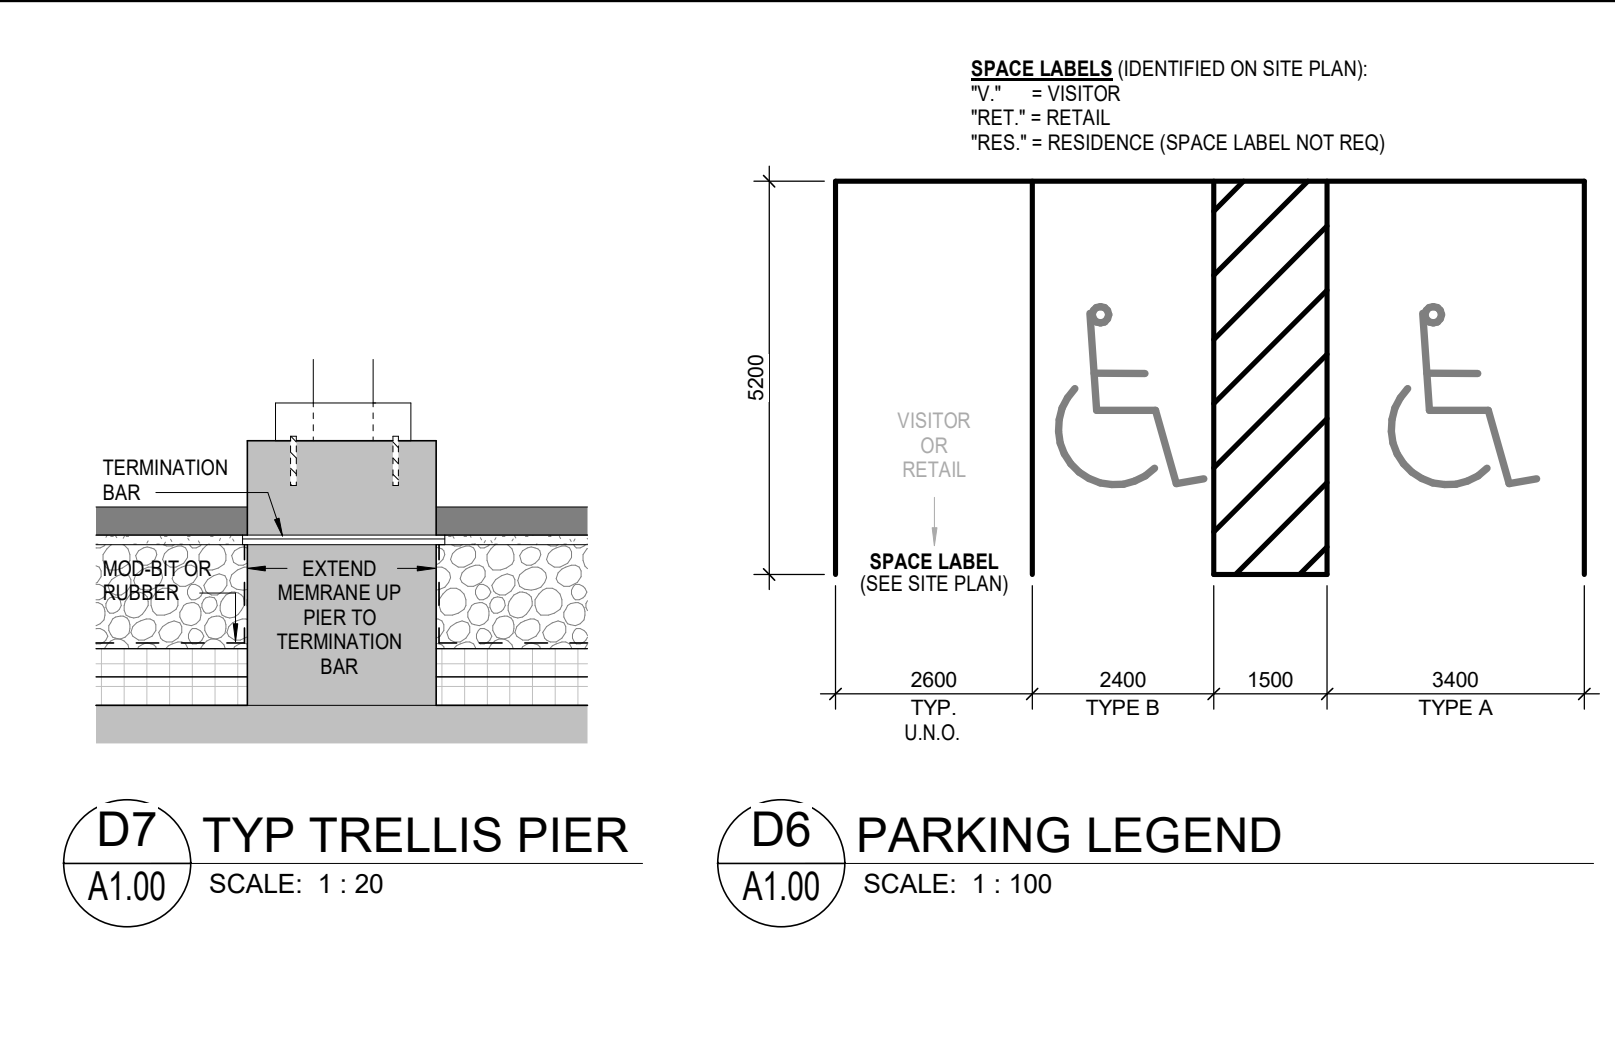 SPACE LABELS (IDENTIFIED ON SITE PLAN):
"V." = VISITOR
"RET." = RETAIL
"RES." = RESIDENCE (SPACE LABEL NOT REQ)
5200
VISITOR
OR
RETAIL
SPACE LABEL
(SEE SITE PLAN)
2600
TYP.
U.N.O.
2400
TYPE B
1500
3400
TYPE A
TERMINATION
BAR
MOD-BIT OR
RUBBER
EXTEND
MEMRANE UP
PIER TO
TERMINATION
BAR
D7
A1.00
TYP TRELLIS PIER
SCALE: 1 : 20
D6
A1.00
PARKING LEGEND
SCALE: 1 : 100